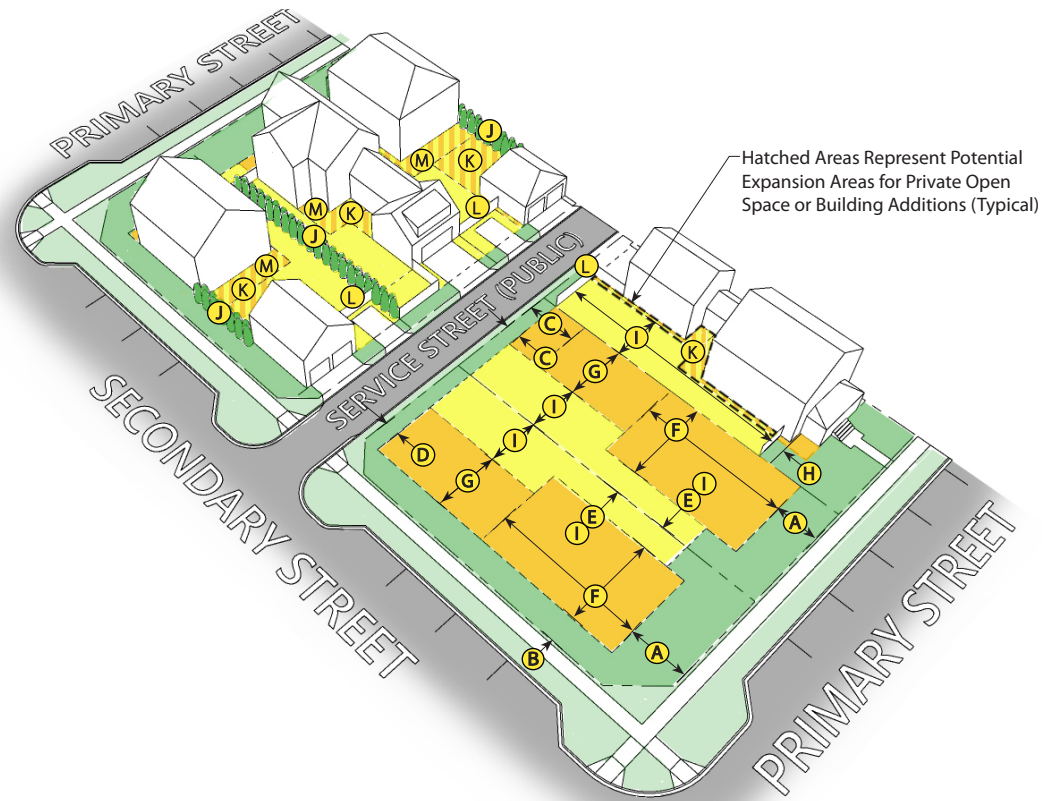 PRIMARY STREET
J
M
K
Hatched Areas Represent Potential
Expansion Areas for Private Open
Space or Building Additions (Typical)
L
M
K
J
M
K
L
J
SERVICE STREET (PUBLIC)
L
C
I
C
K
G
I
F
D
I
G
H
I
E
E
I
A
F
B
A
SECONDARY STREET
PRIMARY STREET